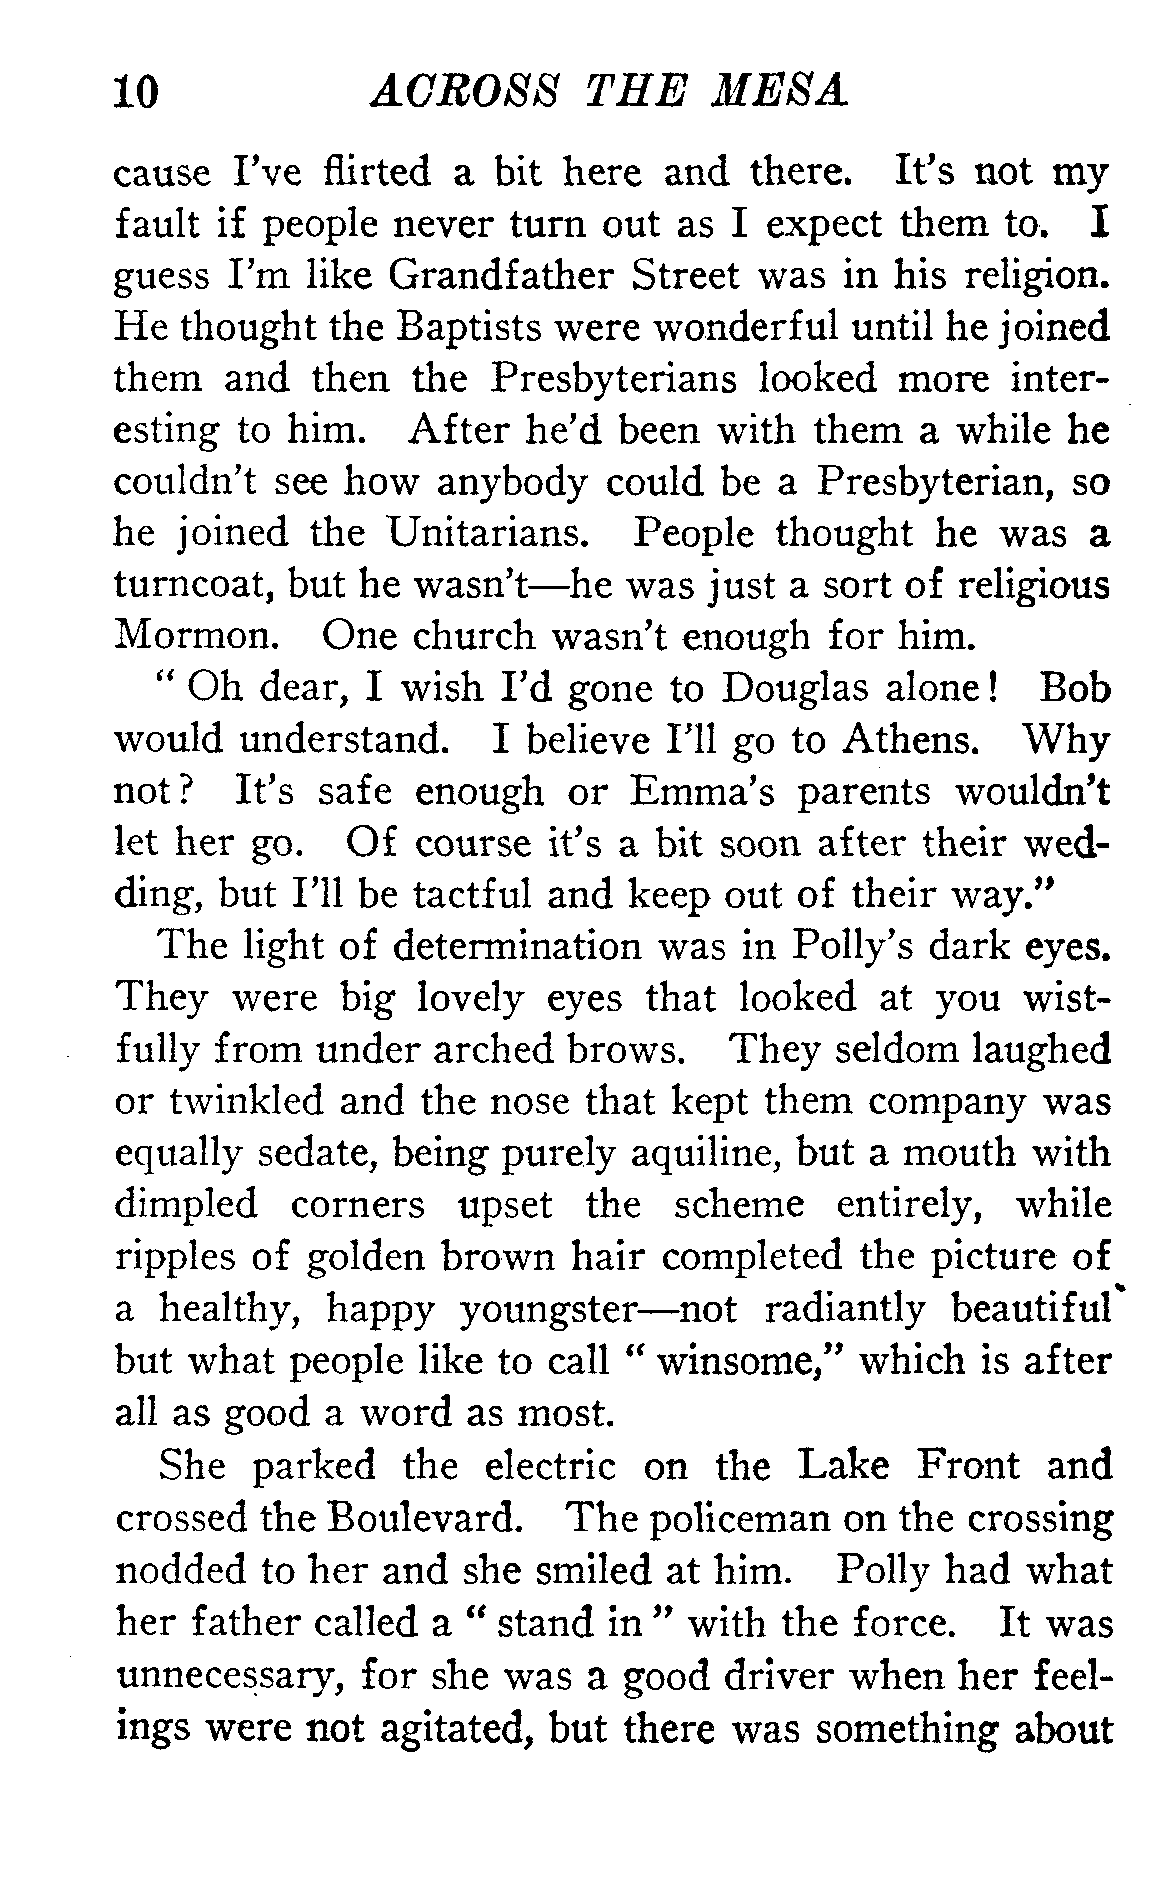 10 ACROSS THE MESA
cause I've flirted a bit here and there. It's not my
fault if people never turn out as I expect them to. I
guess I'm like Grandfather Street was in his religion.
He thought the Baptists were wonderful until he joined
them and then the Presbyterians looked more inter-
esting to him. After he'd been with them a while he
couldn't see how anybody could be a Presbyterian, so
he joined the Unitarians. People thought he was a
turncoat, but he wasn't—he was just a sort of religious
Mormon. One church wasn't enough for him.
" Oh dear, I wish I'd gone to Douglas alone! Bob
would understand. I believe I'll go to Athens. Why
not? It's safe enough or Emma's parents wouldn't
let her go. Of course it's a bit soon after their wed-
ding, but I'll be tactful and keep out of their way."
The light of determination was in Polly's dark eyes.
They were big lovely eyes that looked at you wist-
fully from under arched brows. They seldom laughed
or twinkled and the nose that kept them company was
equally sedate, being purely aquiline, but a mouth with
dimpled corners upset the scheme entirely, while
ripples of golden brown hair completed the picture of
a healthy, happy youngster—not radiantly beautiful
but what people like to call " winsome," which is after
all as good a word as most.
She parked the electric on the Lake Front and
crossed the Boulevard. The policeman on the crossing
nodded to her and she smiled at him. Polly had what
her father called a " stand in " with the force. It was
unnecessary, for she was a good driver when her feel-
ings were not agitated, but there was something about